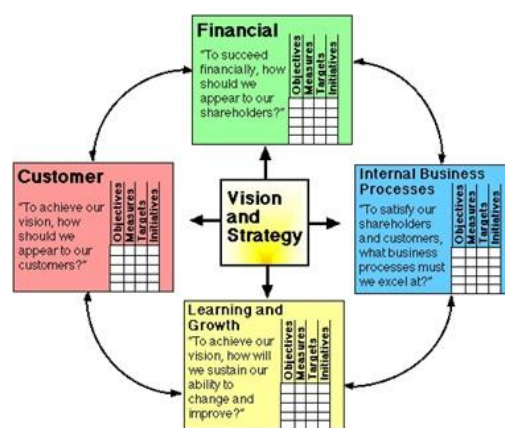 Financial
"To succeed
financially, how
should we
appear to our
shareholders?"
Objectives
Measures
Targets
Initiatives
Customer
"To achieve our
vision, how
should we
appear to our
customers?"
Objectives
Measures
Targets
Initiatives
Vision
and
Strategy
Internal Business
Processes
"To satisfy our
shareholders
and customers,
what business
processes must
we excel at?"
Objectives
Measures
Targets
Initiatives
Learning and
Growth
"To achieve our
vision, how will
we sustain our
ability to
change and
improve?"
Objectives
Measures
Targets
Initiatives